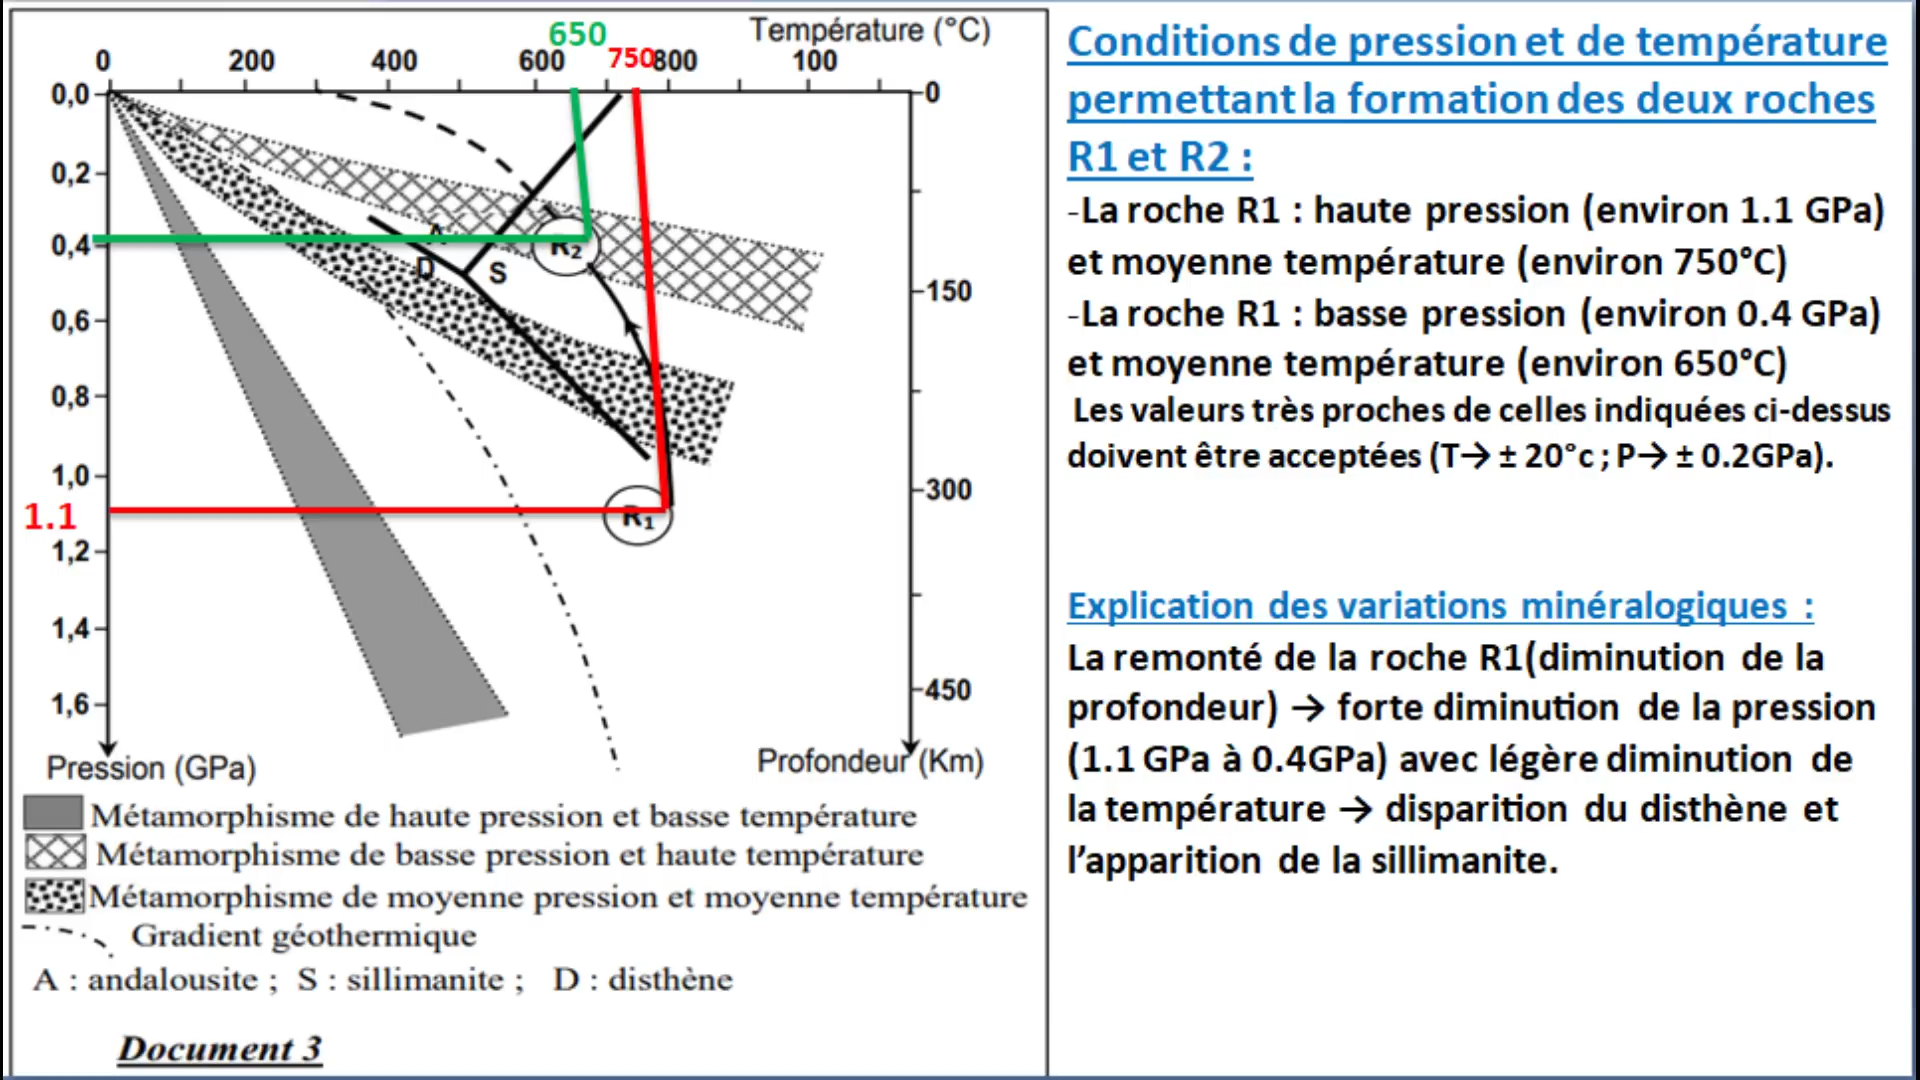 650
Température (°C)
0 200 400 600 750 800 100
0,0
0,2
0,4
0,6
0,8
1,0
1.1
1,2
1,4
1,6
0
150
300
450
A
D
S
R₂
R₁
Pression (GPa)
Profondeur (Km)
Métamorphisme de haute pression et basse température
Métamorphisme de basse pression et haute température
Métamorphisme de moyenne pression et moyenne température
Gradient géothermique
A : andalousite ; S : sillimanite ; D : disthène
Document 3
Conditions de pression et de température
permettant la formation des deux roches
R1 et R2 :
-La roche R1 : haute pression (environ 1.1 GPa)
et moyenne température (environ 750°C)
-La roche R1 : basse pression (environ 0.4 GPa)
et moyenne température (environ 650°C)
Les valeurs très proches de celles indiquées ci-dessus
doivent être acceptées (T→ ± 20°c ; P→ ± 0.2GPa).
Explication des variations minéralogiques :
La remonté de la roche R1(diminution de la
profondeur) → forte diminution de la pression
(1.1 GPa à 0.4GPa) avec légère diminution de
la température → disparition du disthène et
l’apparition de la sillimanite.